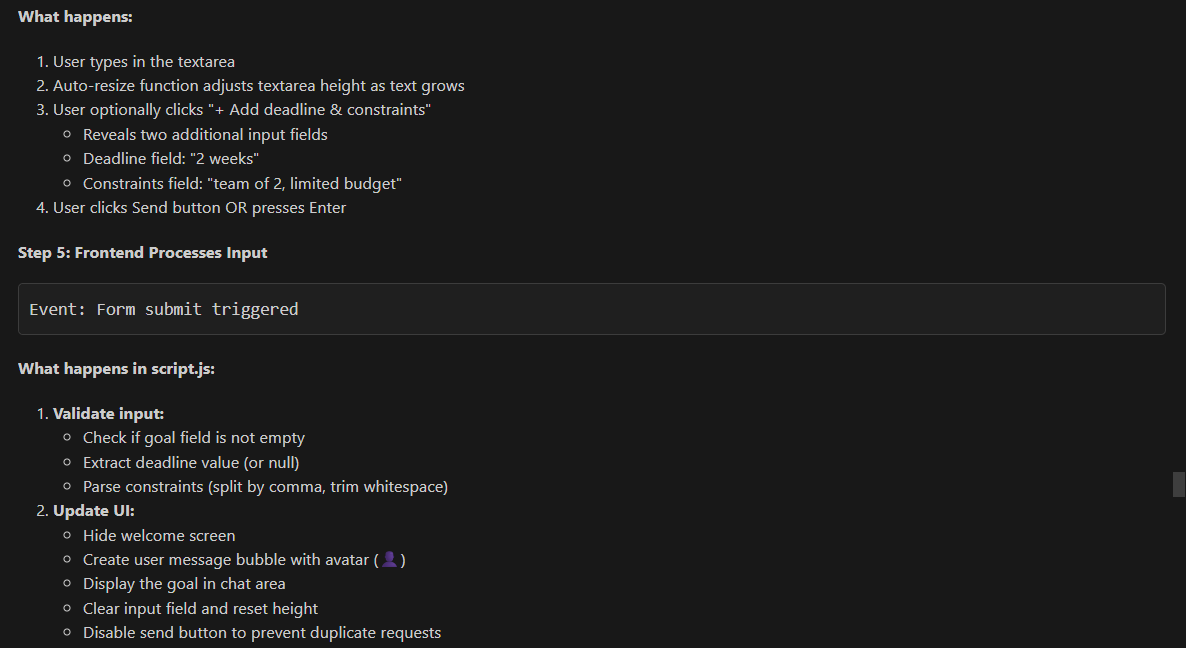 What happens:
1. User types in the textarea
2. Auto-resize function adjusts textarea height as text grows
3. User optionally clicks "+ Add deadline & constraints"
○ Reveals two additional input fields
○ Deadline field: "2 weeks"
○ Constraints field: "team of 2, limited budget"
4. User clicks Send button OR presses Enter
Step 5: Frontend Processes Input
Event: Form submit triggered
What happens in script.js:
1. Validate input:
○ Check if goal field is not empty
○ Extract deadline value (or null)
○ Parse constraints (split by comma, trim whitespace)
2. Update UI:
○ Hide welcome screen
○ Create user message bubble with avatar (👤)
○ Display the goal in chat area
○ Clear input field and reset height
○ Disable send button to prevent duplicate requests